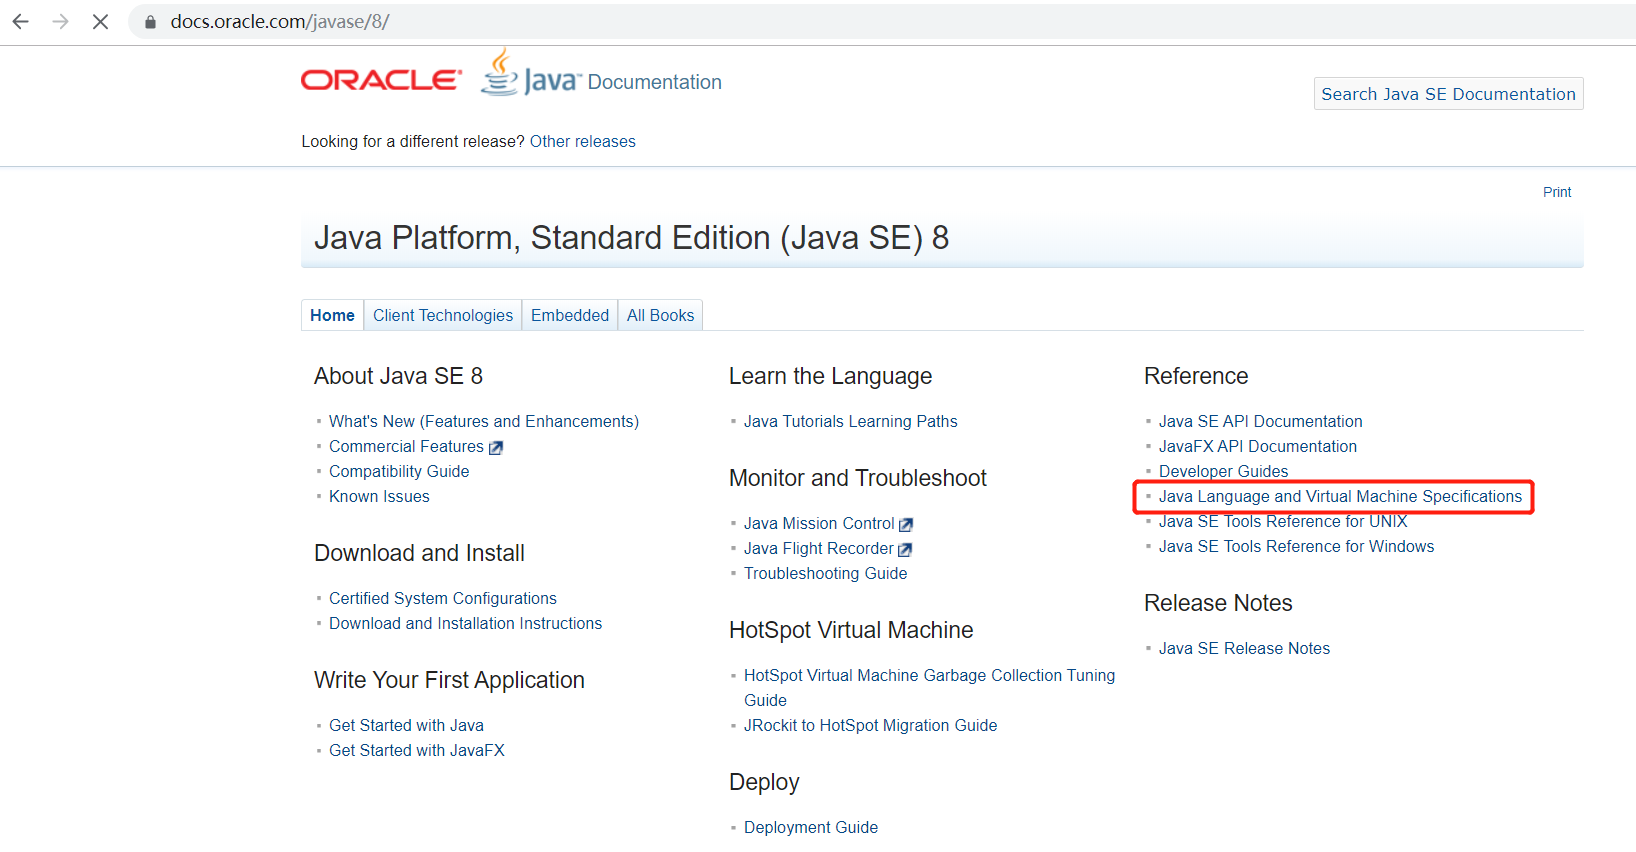 docs.oracle.com/javase/8/
ORACLE Java Documentation
Search Java SE Documentation
Looking for a different release? Other releases
Print
Java Platform, Standard Edition (Java SE) 8
Home Client Technologies Embedded All Books
About Java SE 8
What's New (Features and Enhancements)
Commercial Features
Compatibility Guide
Known Issues
Download and Install
Certified System Configurations
Download and Installation Instructions
Write Your First Application
Get Started with Java
Get Started with JavaFX
Learn the Language
Java Tutorials Learning Paths
Monitor and Troubleshoot
Java Mission Control
Java Flight Recorder
Troubleshooting Guide
HotSpot Virtual Machine
HotSpot Virtual Machine Garbage Collection Tuning
Guide
JRockit to HotSpot Migration Guide
Deploy
Deployment Guide
Reference
Java SE API Documentation
JavaFX API Documentation
Developer Guides
Java Language and Virtual Machine Specifications
Java SE Tools Reference for UNIX
Java SE Tools Reference for Windows
Release Notes
Java SE Release Notes